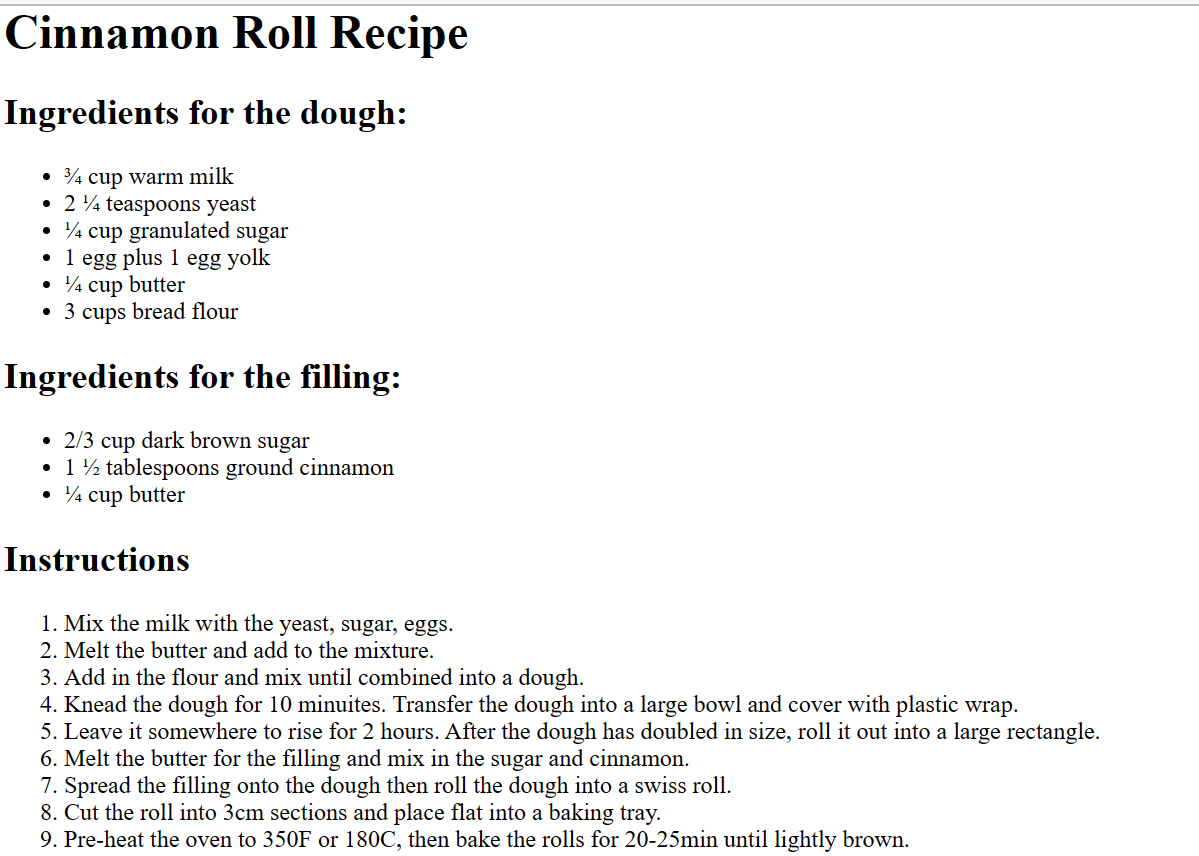 Cinnamon Roll Recipe
Ingredients for the dough:
• ¾ cup warm milk
• 2 ¼ teaspoons yeast
• ¼ cup granulated sugar
• 1 egg plus 1 egg yolk
• ¼ cup butter
• 3 cups bread flour
Ingredients for the filling:
• 2/3 cup dark brown sugar
• 1 ½ tablespoons ground cinnamon
• ¼ cup butter
Instructions
1. Mix the milk with the yeast, sugar, eggs.
2. Melt the butter and add to the mixture.
3. Add in the flour and mix until combined into a dough.
4. Knead the dough for 10 minuites. Transfer the dough into a large bowl and cover with plastic wrap.
5. Leave it somewhere to rise for 2 hours. After the dough has doubled in size, roll it out into a large rectangle.
6. Melt the butter for the filling and mix in the sugar and cinnamon.
7. Spread the filling onto the dough then roll the dough into a swiss roll.
8. Cut the roll into 3cm sections and place flat into a baking tray.
9. Pre-heat the oven to 350F or 180C, then bake the rolls for 20-25min until lightly brown.